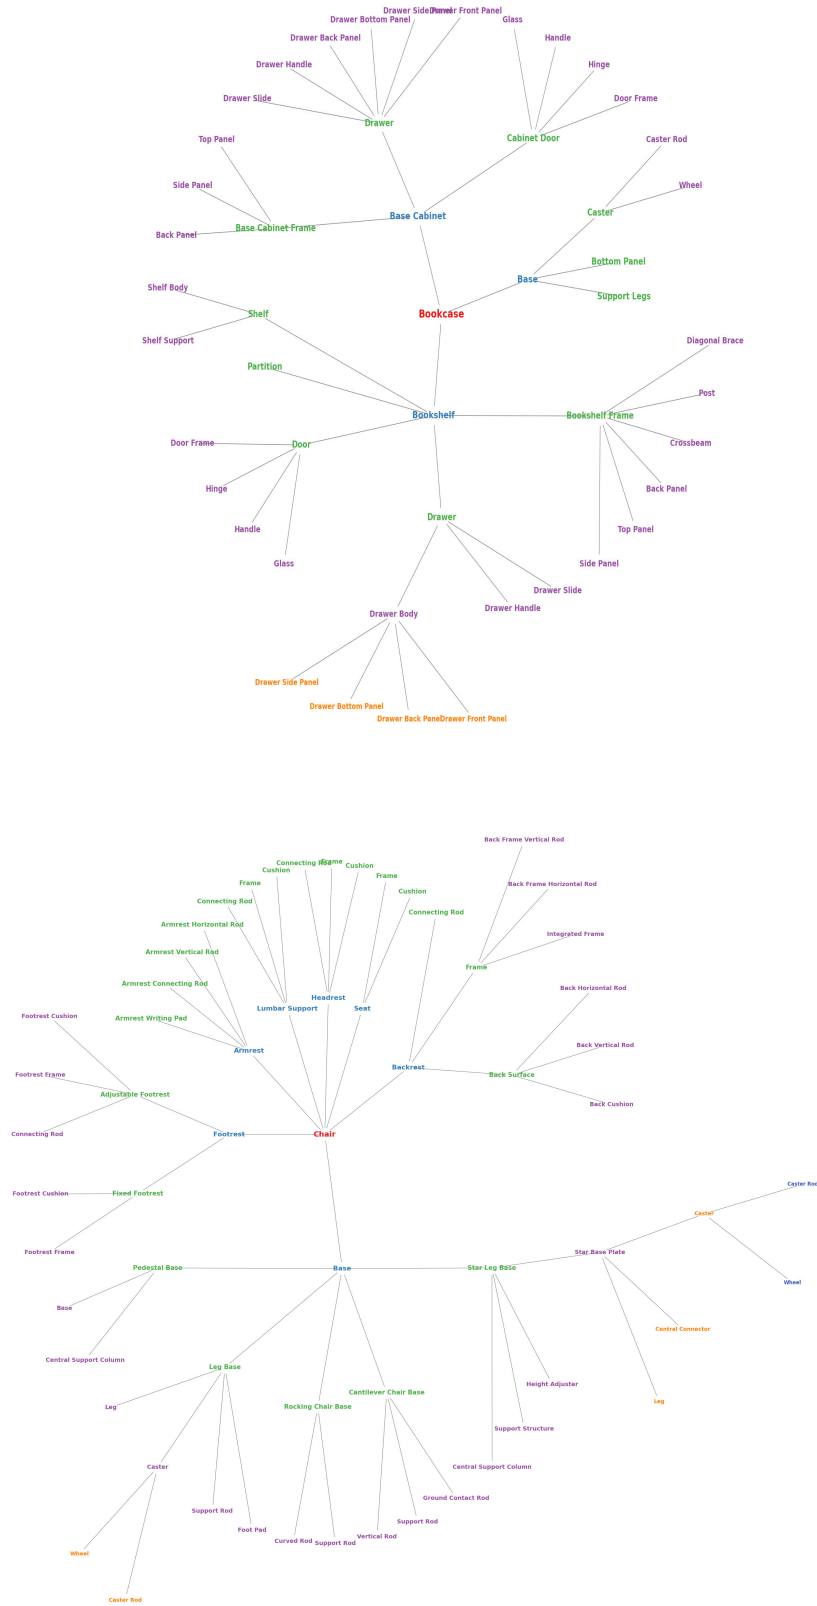 Drawer Side Panel
Drawer Front Panel
Drawer Bottom Panel
Glass
Drawer Back Panel
Handle
Drawer Handle
Hinge
Drawer Slide
Door Frame
Drawer
Cabinet Door
Top Panel
Caster Rod
Side Panel
Wheel
Caster
Base Cabinet
Base Cabinet Frame
Back Panel
Bottom Panel
Base
Shelf Body
Support Legs
Shelf
Bookcase
Shelf Support
Diagonal Brace
Partition
Post
Bookshelf
Bookshelf Frame
Door Frame
Door
Crossbeam
Hinge
Back Panel
Drawer
Handle
Top Panel
Glass
Side Panel
Drawer Slide
Drawer Handle
Drawer Body
Drawer Side Panel
Drawer Bottom Panel
Drawer Back Panel
Drawer Front Panel
Back Frame Vertical Rod
Connecting Rod
Frame
Cushion
Cushion
Frame
Frame
Back Frame Horizontal Rod
Cushion
Connecting Rod
Connecting Rod
Armrest Horizontal Rod
Integrated Frame
Armrest Vertical Rod
Frame
Armrest Connecting Rod
Back Horizontal Rod
Headrest
Lumbar Support
Seat
Footrest Cushion
Armrest Writing Pad
Back Vertical Rod
Armrest
Backrest
Footrest Frame
Back Surface
Adjustable Footrest
Back Cushion
Connecting Rod
Footrest
Chair
Caster Rod
Footrest Cushion
Fixed Footrest
Caster
Footrest Frame
Star Base Plate
Pedestal Base
Base
Star Leg Base
Wheel
Base
Central Connector
Central Support Column
Leg Base
Height Adjuster
Cantilever Chair Base
Leg
Leg
Rocking Chair Base
Support Structure
Caster
Central Support Column
Ground Contact Rod
Support Rod
Support Rod
Foot Pad
Vertical Rod
Curved Rod
Support Rod
Wheel
Caster Rod